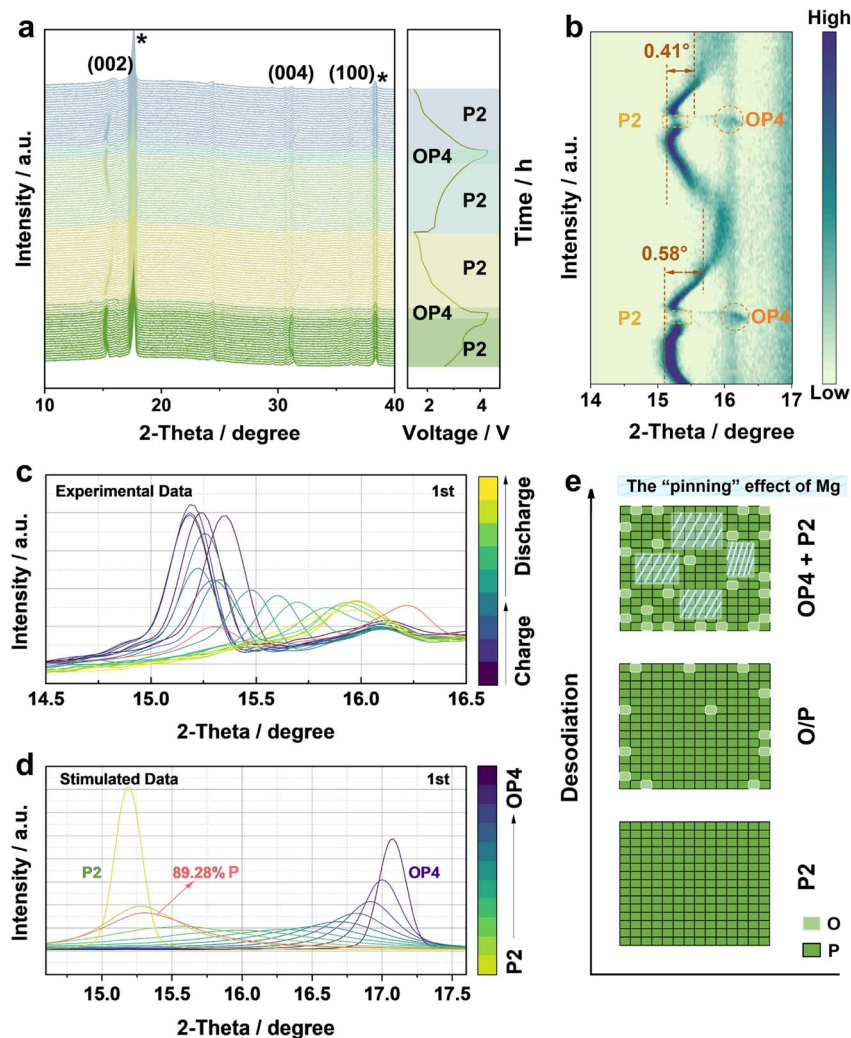 a
*
(002)
(004)
(100)
*
Intensity / a.u.
10
20
30
40
2-Theta / degree
P2
OP4
P2
P2
OP4
P2
Time / h
2
4
Voltage / V
b
0.41°
P2
OP4
0.58°
P2
OP4
Intensity / a.u.
14
15
16
17
2-Theta / degree
High
Low
c
Experimental Data
1st
Intensity / a.u.
14.5
15.0
15.5
16.0
16.5
2-Theta / degree
Discharge
Charge
d
Stimulated Data
1st
P2
89.28% P
OP4
Intensity / a.u.
15.0
15.5
16.0
16.5
17.0
17.5
2-Theta / degree
OP4
P2
e
The “pinning” effect of Mg
OP4 + P2
O/P
P2
Desodiation
O
P